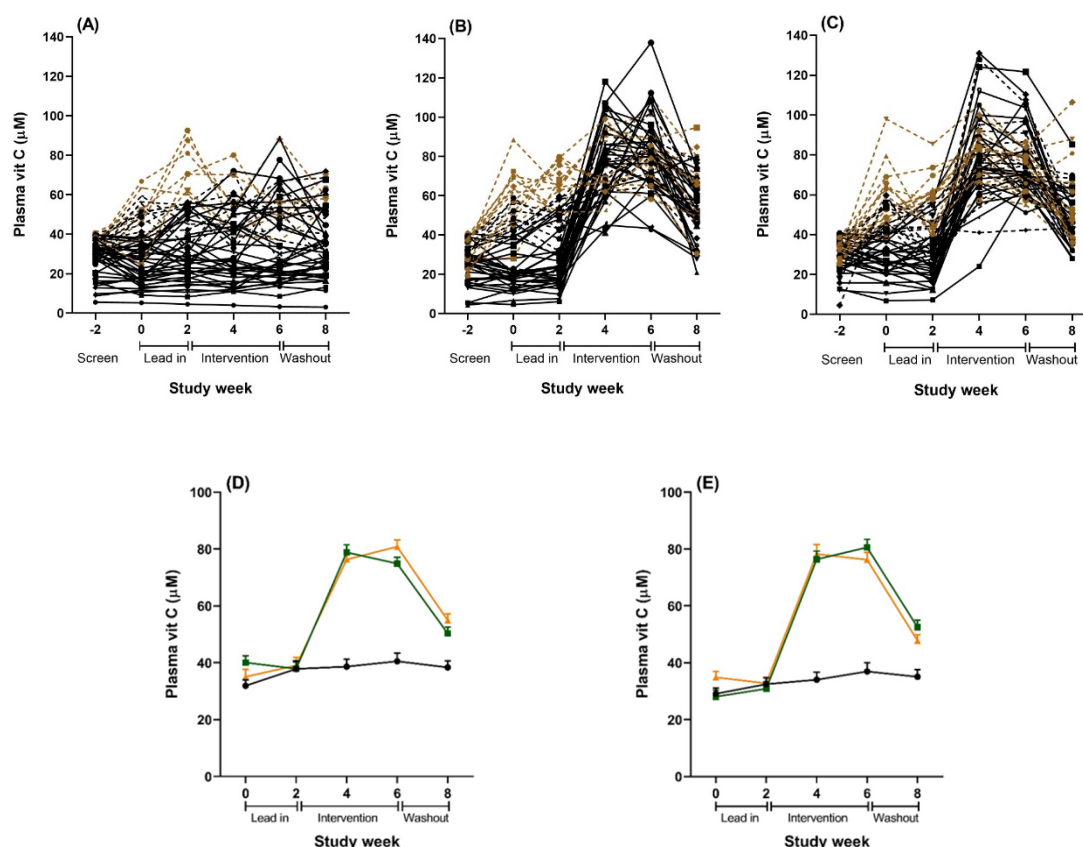 (A)
Plasma vit C (μM)
140
120
100
80
60
40
20
0
-2 0 2 4 6 8
Screen Lead in Intervention Washout
Study week
(B)
Plasma vit C (μM)
140
120
100
80
60
40
20
0
-2 0 2 4 6 8
Screen Lead in Intervention Washout
Study week
(C)
Plasma vit C (μM)
140
120
100
80
60
40
20
0
-2 0 2 4 6 8
Screen Lead in Intervention Washout
Study week
(D)
Plasma vit C (μM)
100
80
60
40
20
0
0 2 4 6 8
Lead in Intervention Washout
Study week
(E)
Plasma vit C (μM)
100
80
60
40
20
0
0 2 4 6 8
Lead in Intervention Washout
Study week